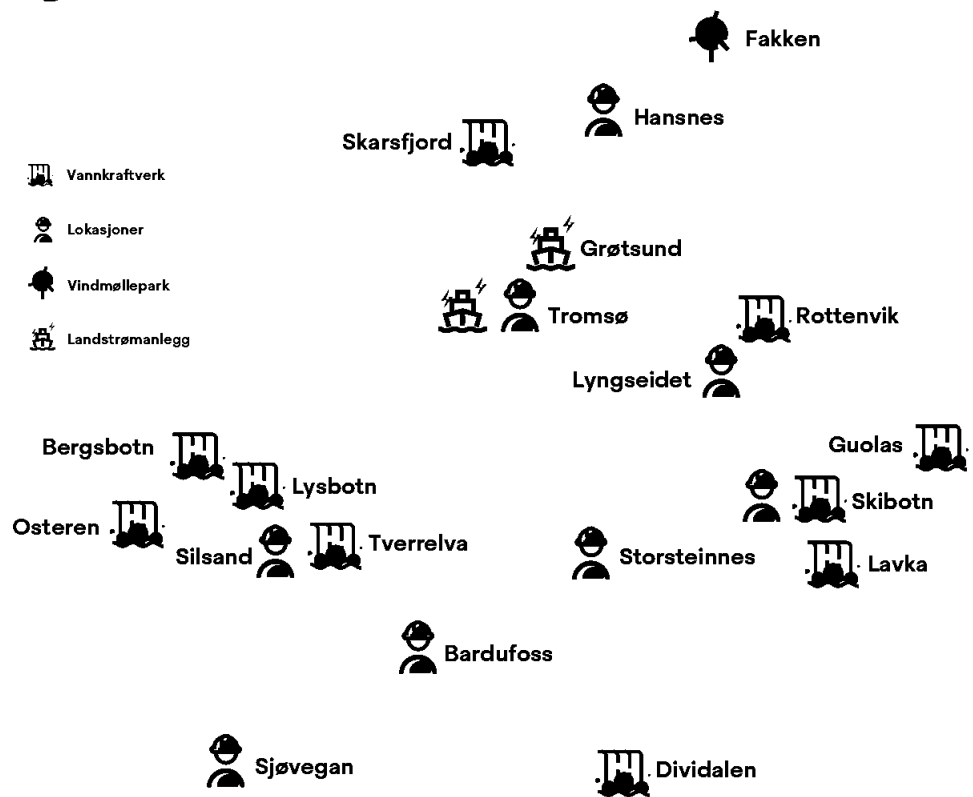 Fakken
Hansnes
Skarsfjord
Vannkraftverk
Lokasjoner
Vindmøllepark
Landstrømanlegg
Grøtsund
Tromsø
Rottenvik
Lyngseidet
Bergsbotn
Guolas
Lysbotn
Skibotn
Osteren
Silsand
Tverrelva
Storsteinnes
Lavka
Bardufoss
Sjøvegan
Dividalen